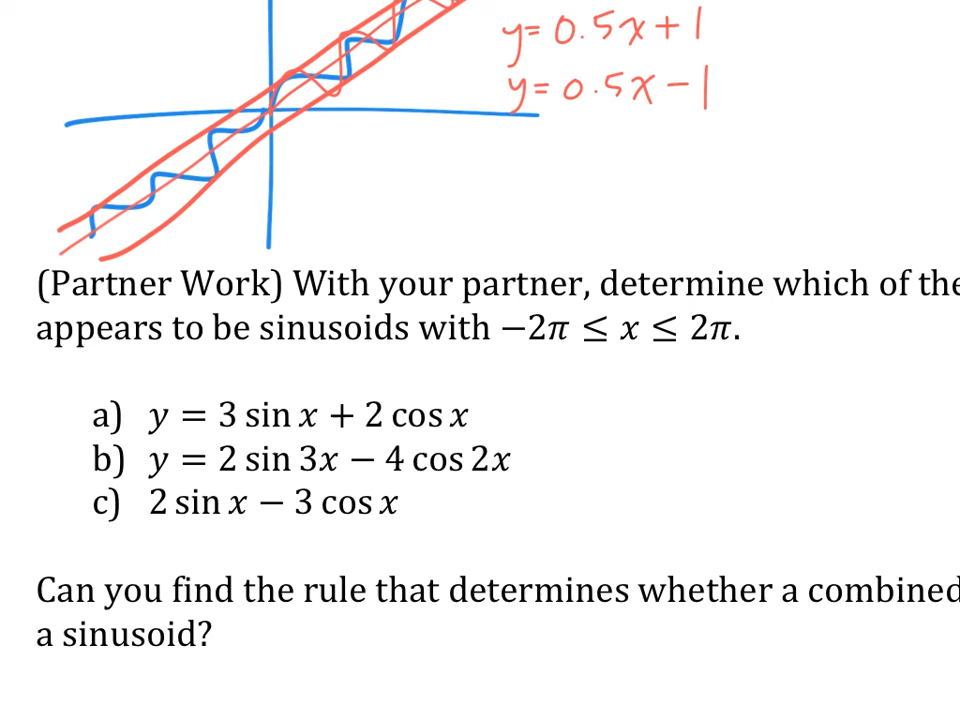 y = 0.5x + 1
y = 0.5x − 1
(Partner Work) With your partner, determine which of the
appears to be sinusoids with −2π ≤ x ≤ 2π.
a) y = 3 sin x + 2 cos x
b) y = 2 sin 3x − 4 cos 2x
c) 2 sin x − 3 cos x
Can you find the rule that determines whether a combined
a sinusoid?